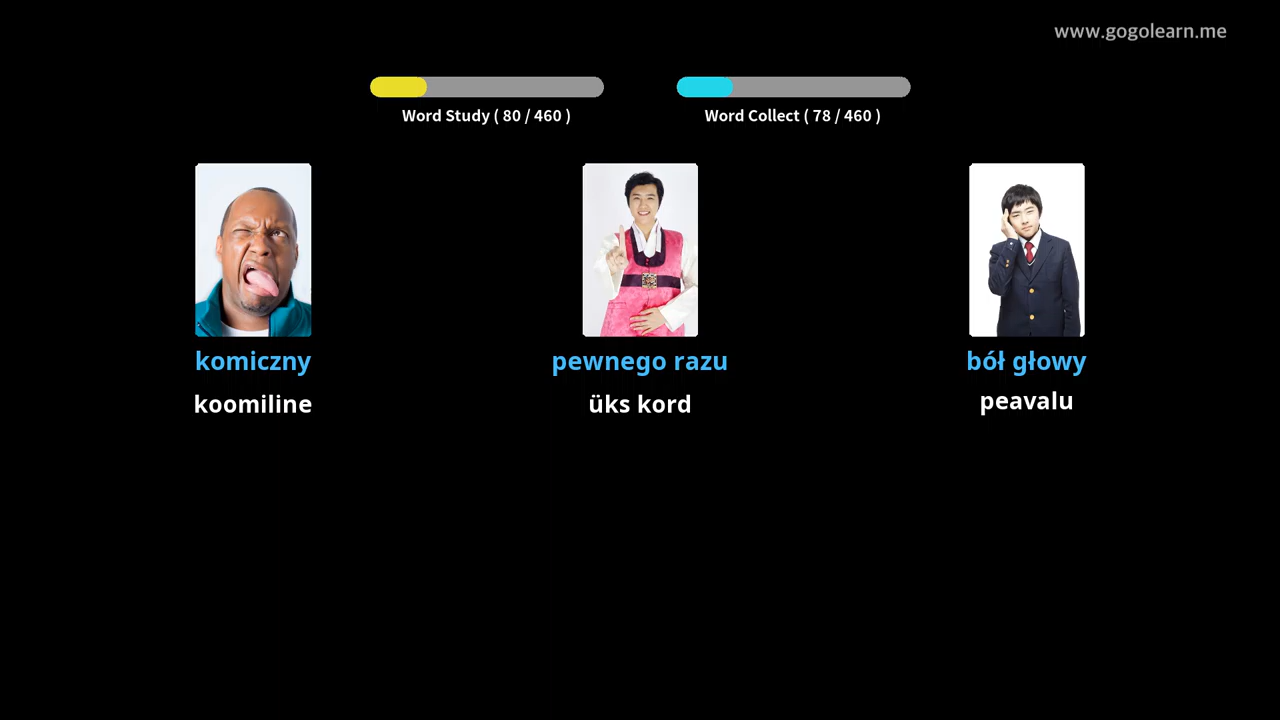 www.gogolearn.me
Word Study ( 80 / 460 )
Word Collect ( 78 / 460 )
komiczny
pewnego razu
bół głowy
koomiline
üks kord
peavalu